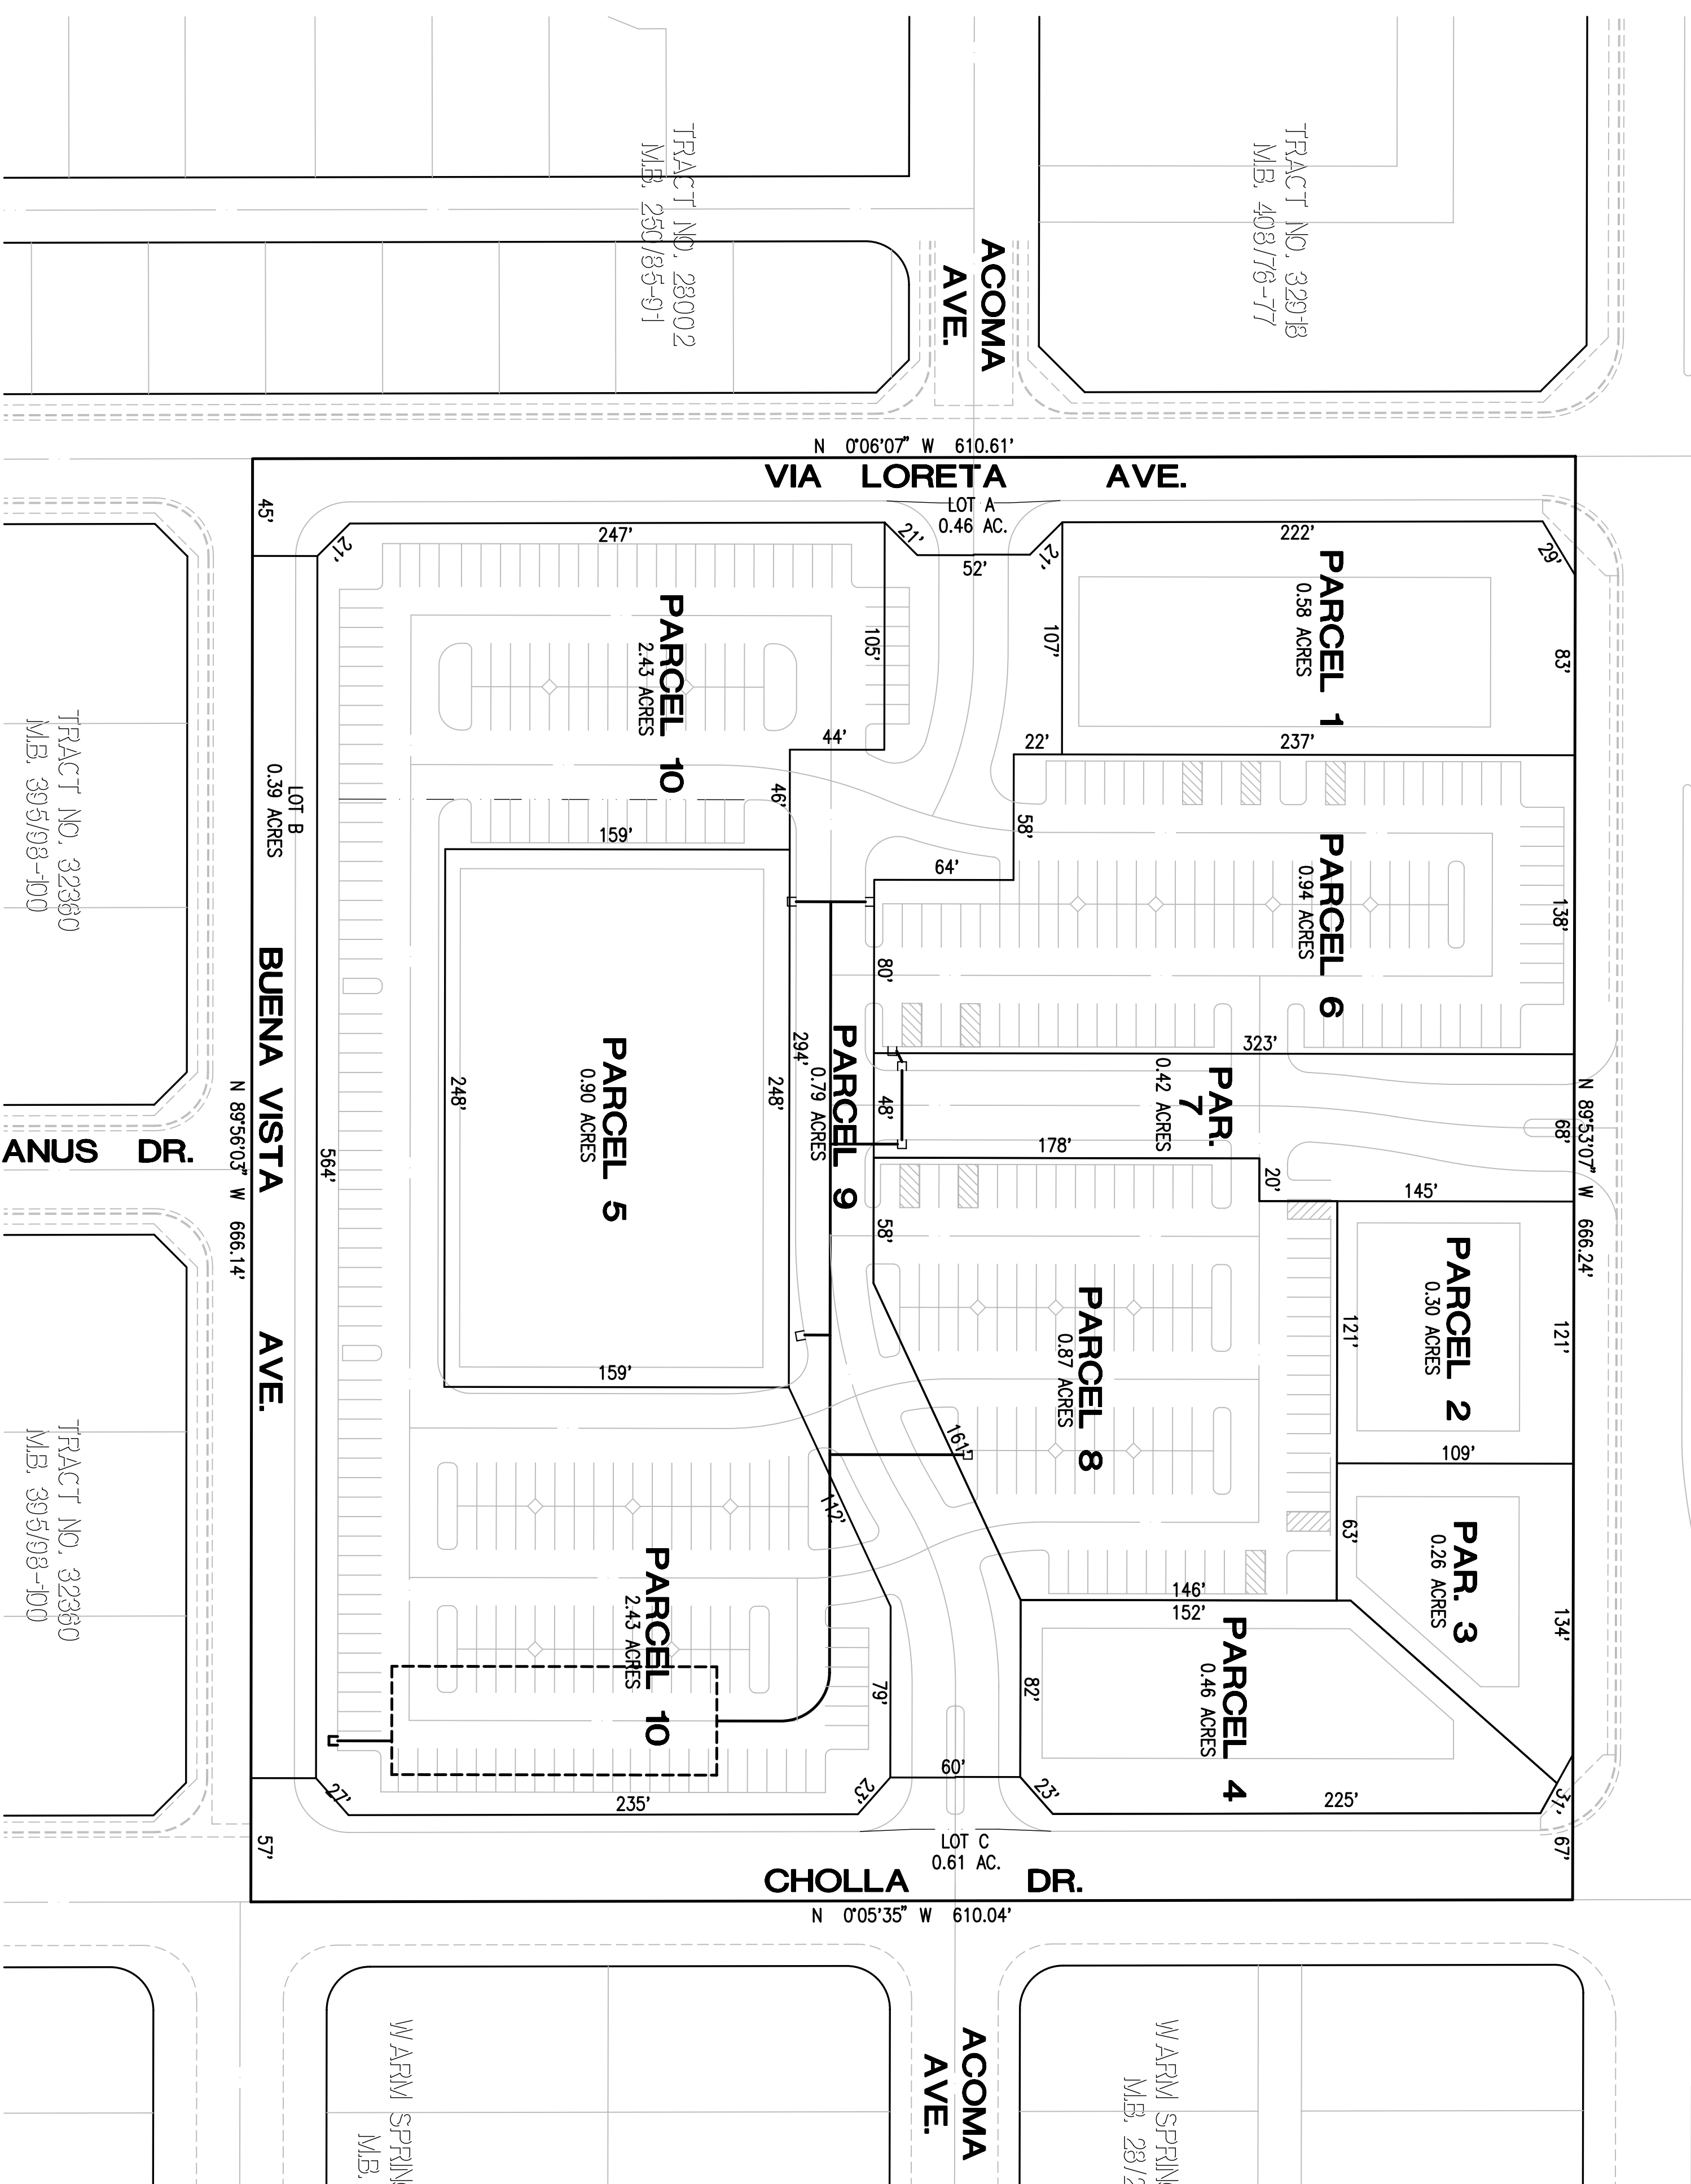 TRACT NO. 32918
M.B. 408/76-77
TRACT NO. 28002
M.B. 250/85-91
ACOMA
AVE.
N 0°06'07" W 610.61'
VIA LORETA AVE.
LOT A
0.46 AC.
45'
21'
247'
21'
52'
21'
222'
29'
PARCEL 1
0.58 ACRES
83'
107'
105'
PARCEL 10
2.43 ACRES
44'
22'
237'
46'
58'
159'
64'
PARCEL 6
0.94 ACRES
138'
80'
LOT B
0.39 ACRES
TRACT NO. 32360
M.B. 395/98-100
BUENA VISTA AVE.
N 89°56'03" W 666.14'
564'
ANUS DR.
PARCEL 5
0.90 ACRES
248'
248'
294'
PARCEL 9
0.79 ACRES
323'
48'
PAR.
7
0.42 ACRES
178'
68'
N 89°53'07" W 666.24'
20'
145'
58'
PARCEL 2
0.30 ACRES
121'
121'
109'
PARCEL 8
0.87 ACRES
159'
161'
112'
63'
PAR. 3
0.26 ACRES
134'
TRACT NO. 32360
M.B. 395/98-100
146'
152'
PARCEL 4
0.46 ACRES
PARCEL 10
2.43 ACRES
79'
82'
60'
27'
235'
23'
23'
225'
31'
57'
67'
LOT C
0.61 AC.
CHOLLA DR.
N 0°05'35" W 610.04'
ACOMA
AVE.
WARM SPRIN
M.B.
WARM SPRIN
M.B. 28/2